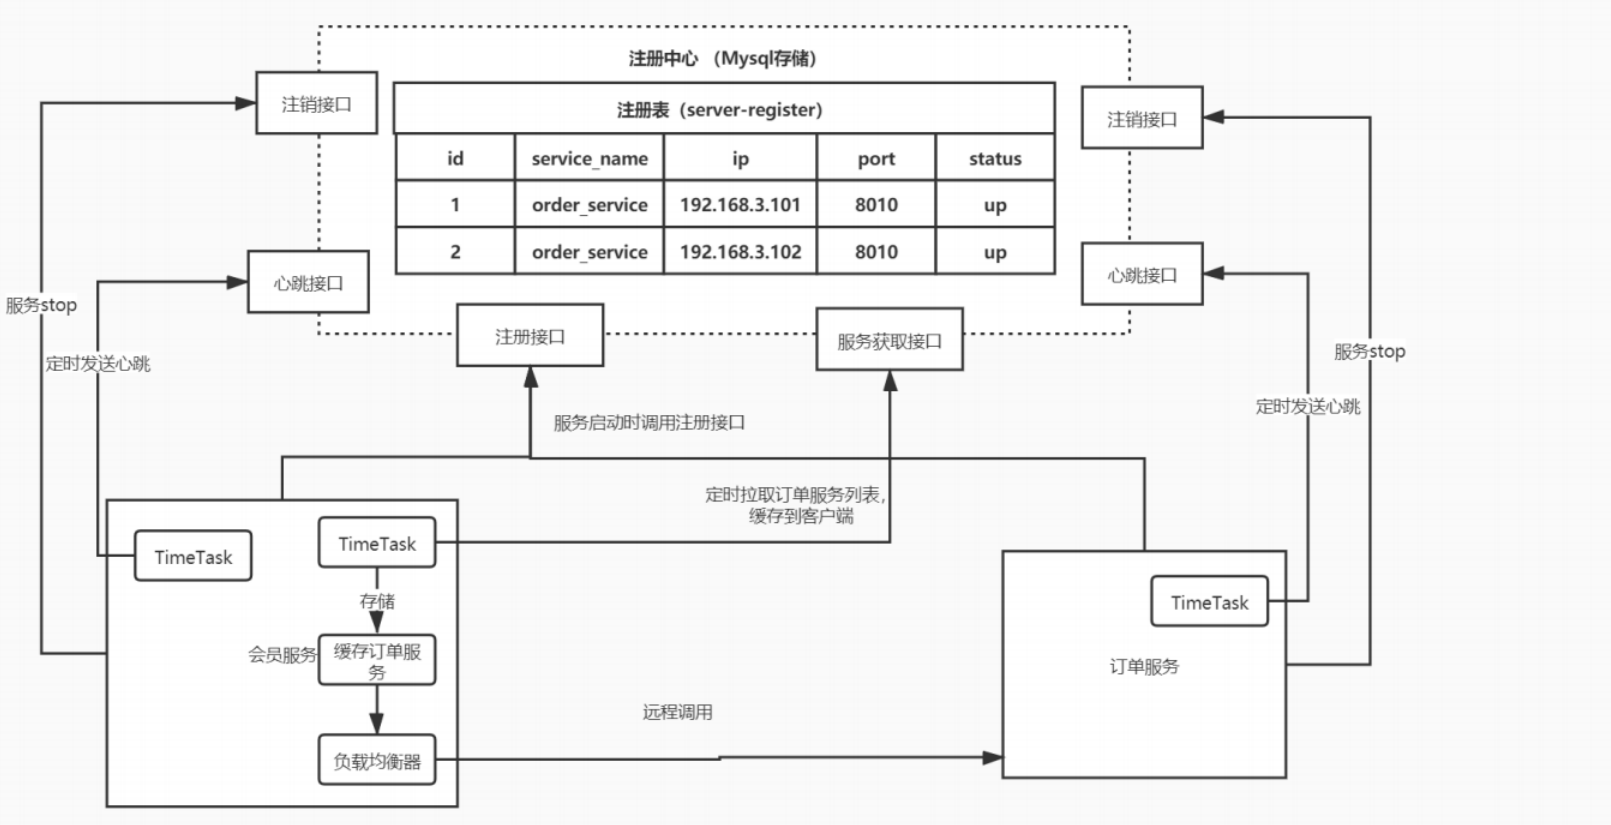 注册中心 （Mysql存储）
注销接口
注册表（server-register）
注销接口
id service_name ip port status
1 order_service 192.168.3.101 8010 up
2 order_service 192.168.3.102 8010 up
心跳接口
心跳接口
服务stop
注册接口
服务获取接口
服务stop
定时发送心跳
定时发送心跳
服务启动时调用注册接口
定时拉取订单服务列表，
缓存到客户端
TimeTask
TimeTask
存储
TimeTask
会员服务
缓存订单服
务
订单服务
远程调用
负载均衡器